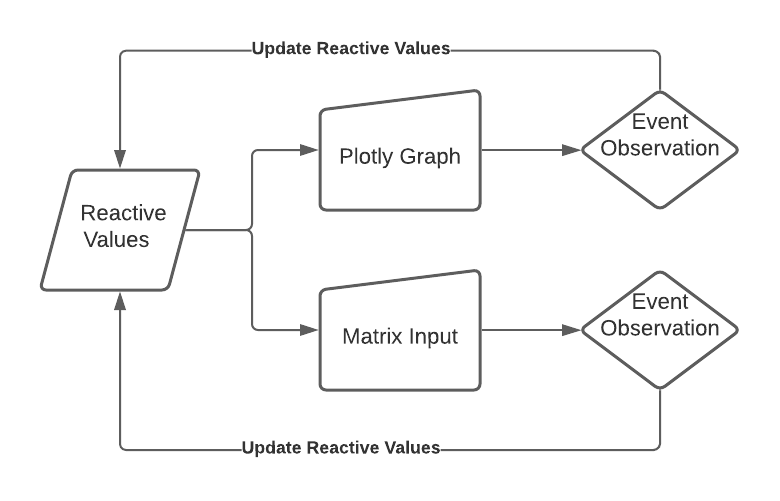 Update Reactive Values
Event
Observation
Plotly Graph
Reactive
Values
Event
Observation
Matrix Input
Update Reactive Values